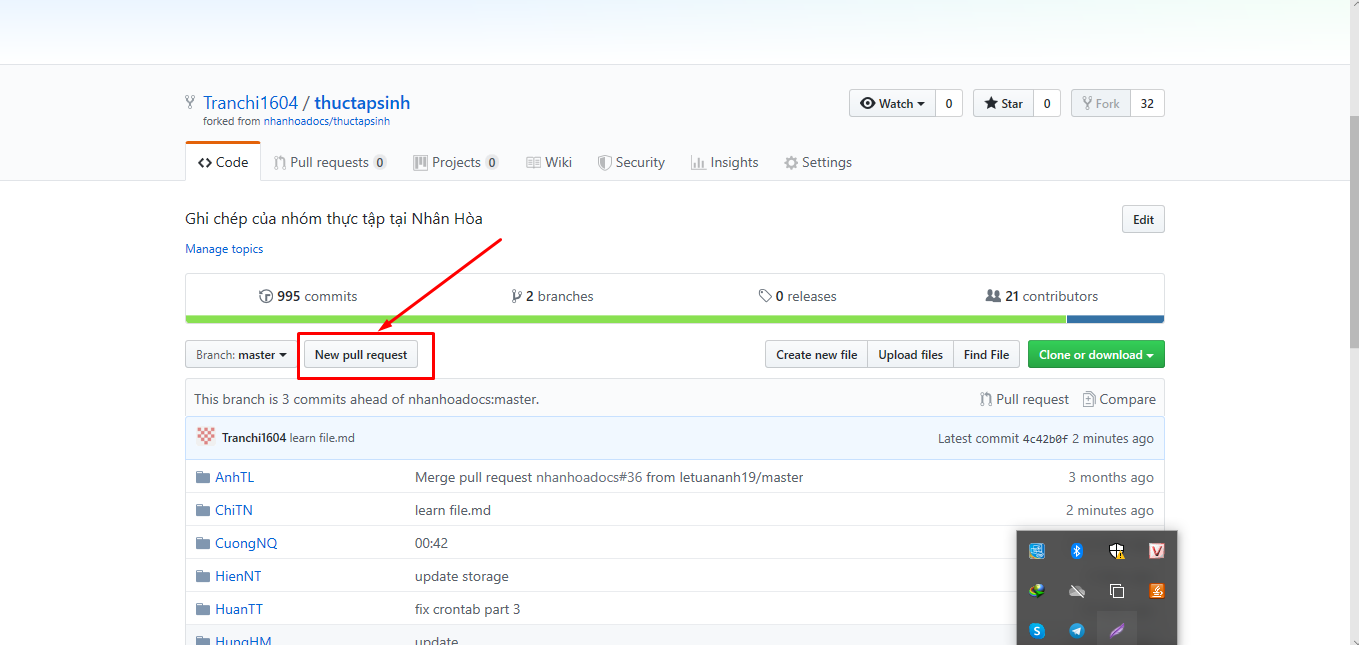 Tranchi1604 / thuctapsinh
Watch 0 Star 0 Fork 32
forked from nhanhoadocs/thuctapsinh
Code Pull requests 0 Projects 0 Wiki Security Insights Settings
Ghi chép của nhóm thực tập tại Nhân Hòa
Edit
Manage topics
995 commits 2 branches 0 releases 21 contributors
Branch: master New pull request Create new file Upload files Find File Clone or download
This branch is 3 commits ahead of nhanhoadocs:master. Pull request Compare
Tranchi1604 learn file.md Latest commit 4c42b0f 2 minutes ago
AnhTL Merge pull request nhanhoadocs#36 from letuananh19/master 3 months ago
ChiTN learn file.md 2 minutes ago
CuongNQ 00:42
HienNT update storage
HuanTT fix crontab part 3
HungHM update